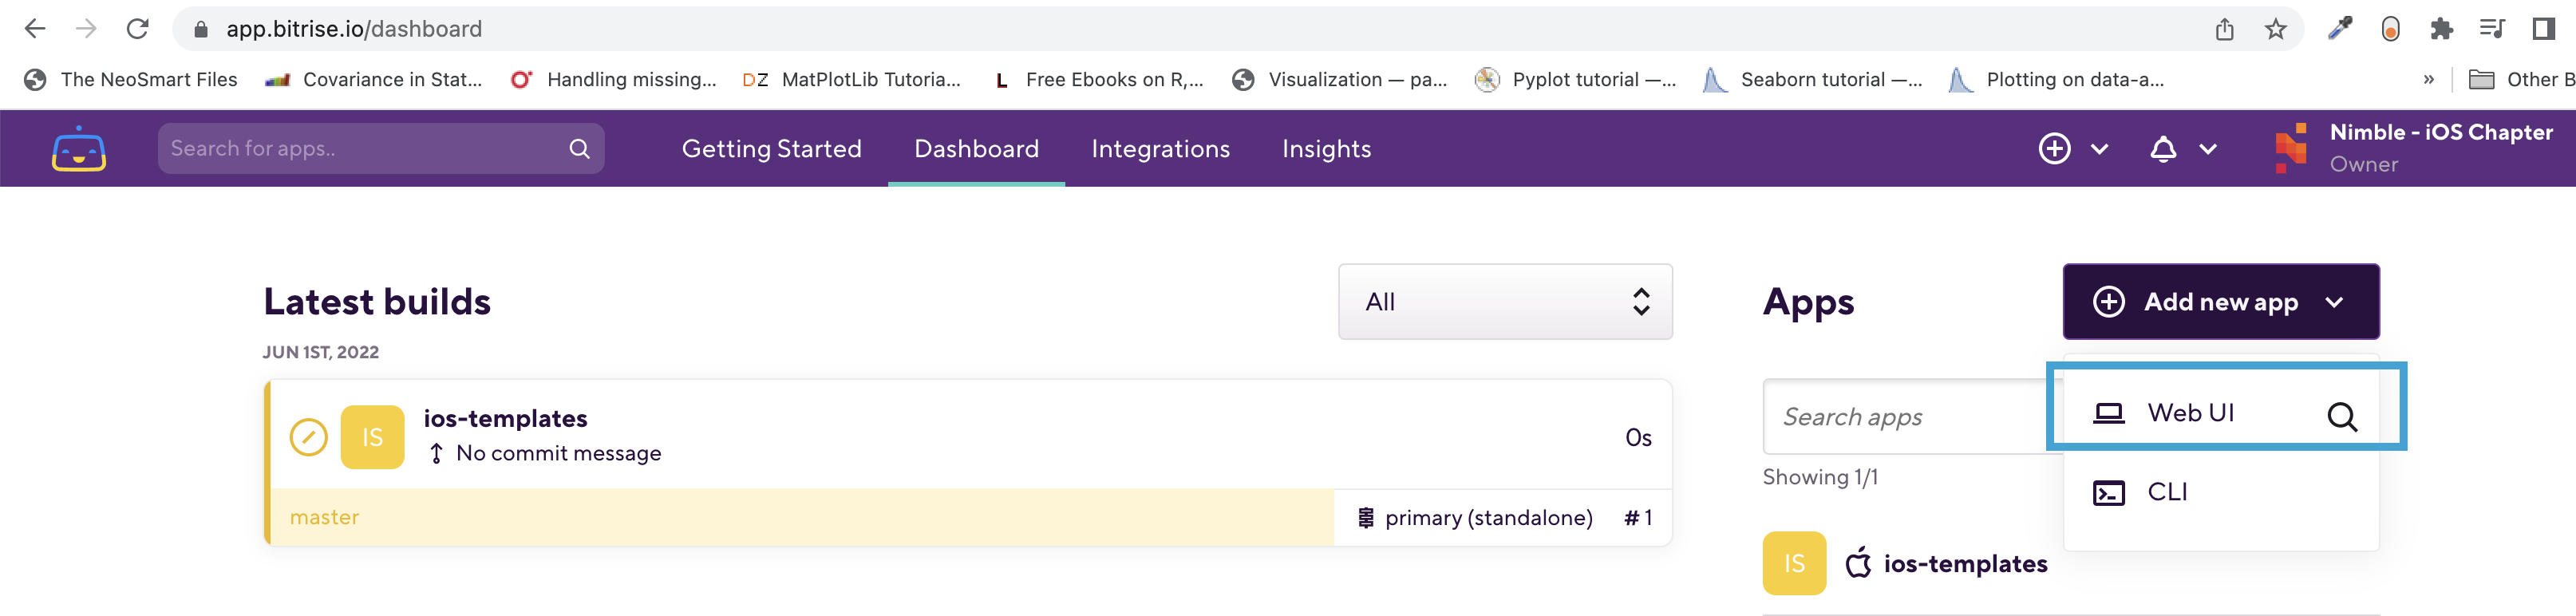 app.bitrise.io/dashboard
The NeoSmart Files Covariance in Stat... Handling missing... DZ MatPlotLib Tutoria... L Free Ebooks on R,... Visualization — pa... Pyplot tutorial —... Seaborn tutorial —... Plotting on data-a... » Other B
Search for apps.. Getting Started Dashboard Integrations Insights
Nimble - iOS Chapter
Owner
Latest builds
All
Apps
Add new app
JUN 1ST, 2022
IS
ios-templates
No commit message
0s
master
primary (standalone) # 1
Search apps
Web UI
Showing 1/1
CLI
IS
ios-templates